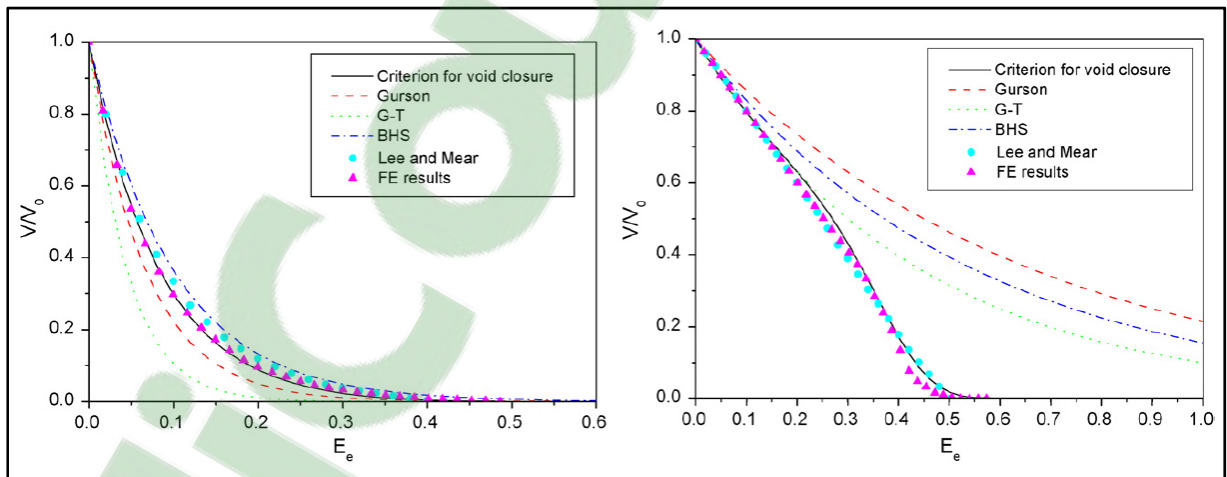 1.0
0.8
0.6
0.4
0.2
0.0
V/V0
0.0 0.1 0.2 0.3 0.4 0.5 0.6
Ee
Criterion for void closure
Gurson
G-T
BHS
Lee and Mear
FE results
1.0
0.8
0.6
0.4
0.2
0.0
V/V0
0.0 0.1 0.2 0.3 0.4 0.5 0.6 0.7 0.8 0.9 1.0
Ee
Criterion for void closure
Gurson
G-T
BHS
Lee and Mear
FE results